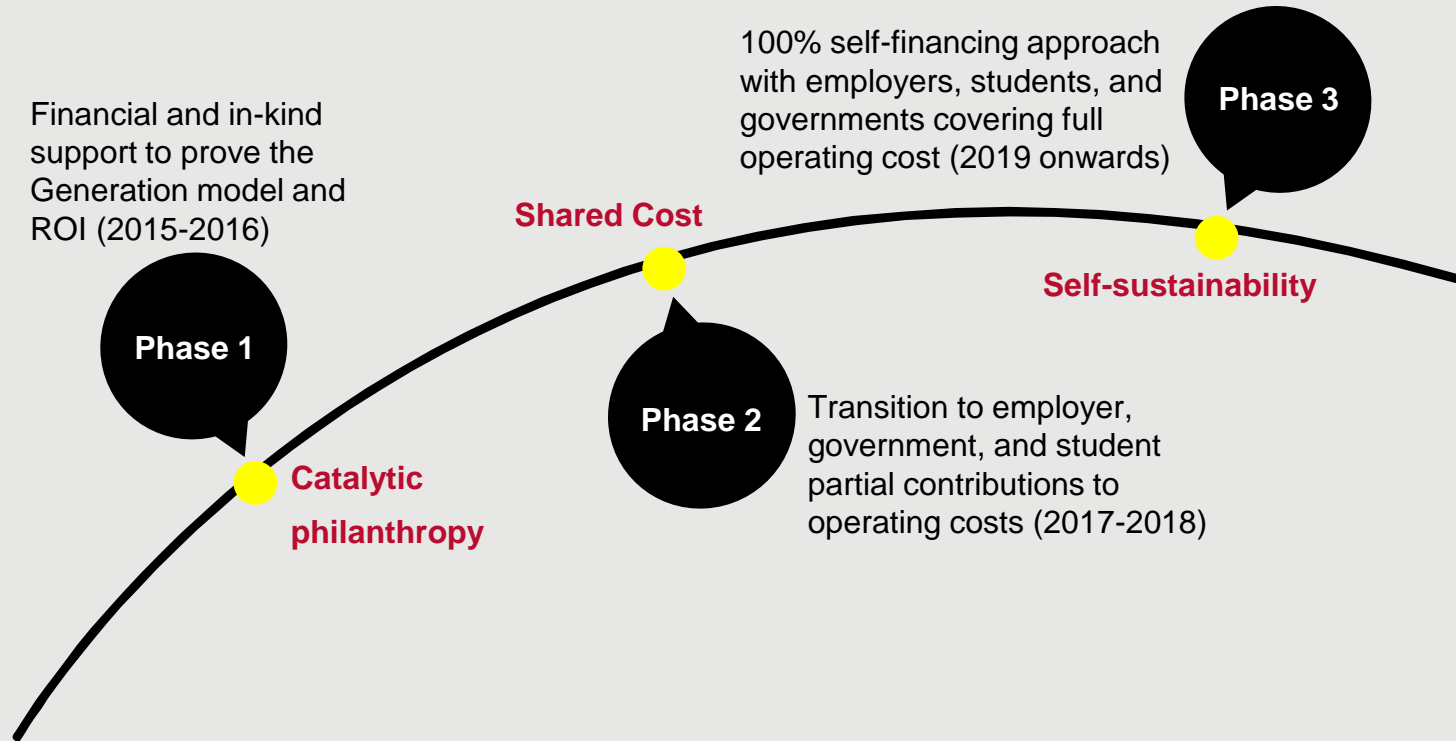 Financial and in-kind
support to prove the
Generation model and
ROI (2015-2016)
Phase 1
Catalytic
philanthropy
Shared Cost
Phase 2
Transition to employer,
government, and student
partial contributions to
operating costs (2017-2018)
100% self-financing approach
with employers, students, and
governments covering full
operating cost (2019 onwards)
Phase 3
Self-sustainability